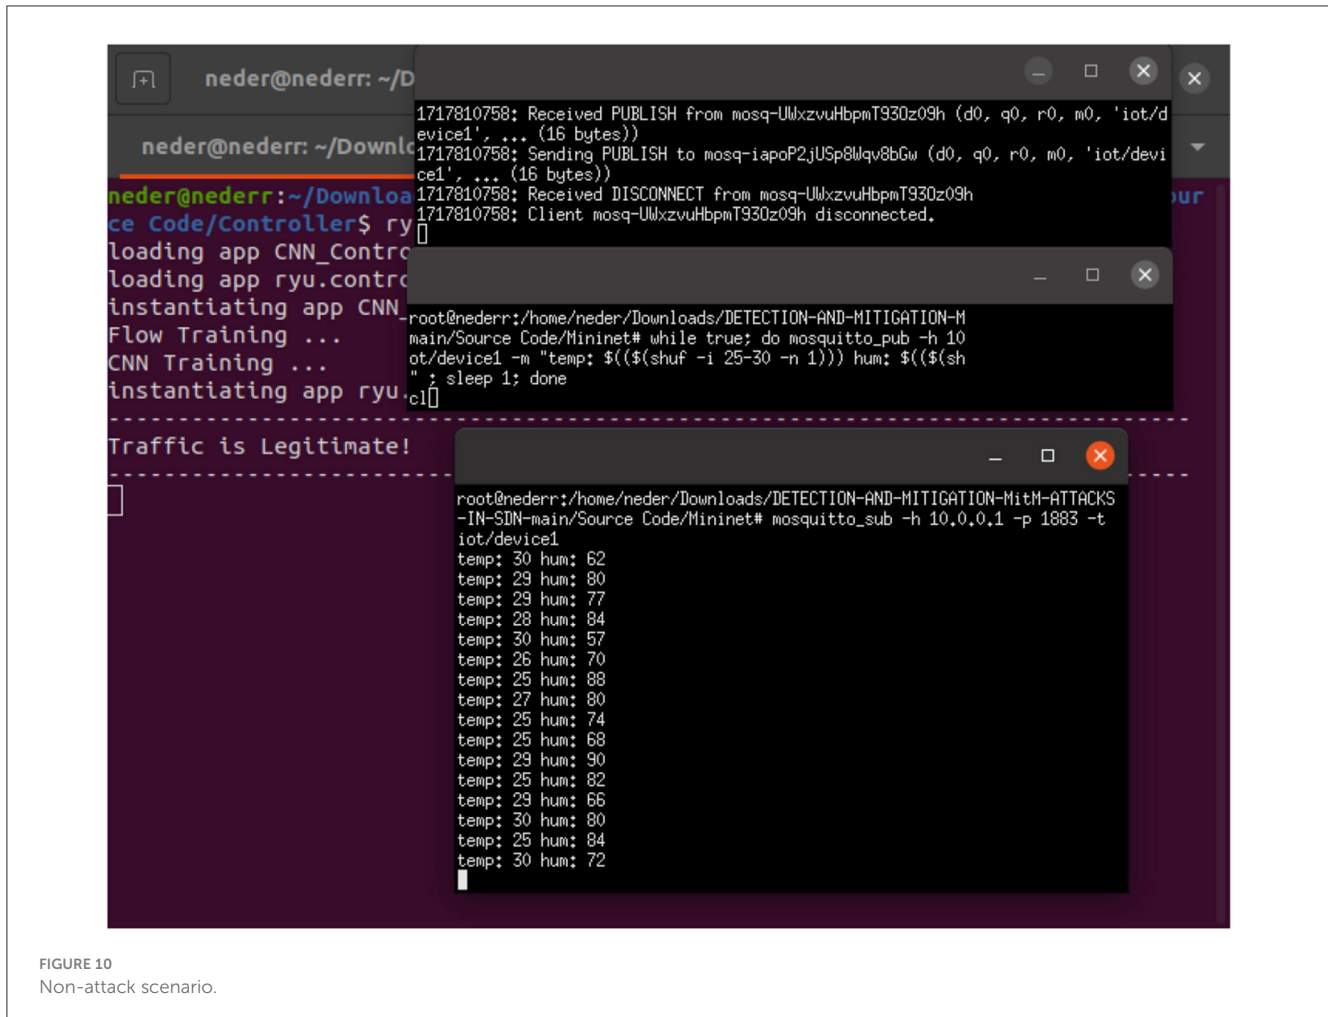 neder@nederr: ~/D
neder@nederr: ~/Downlo
neder@nederr:~/Downloa
our
ce Code/Controller$ ry
loading app CNN_Contro
loading app ryu.contro
instantiating app CNN_
Flow Training ...
CNN Training ...
instantiating app ryu.
--------------------------------------------------------------------------------
Traffic is Legitimate!
--------------------------------------------------------------------------------
1717810758: Received PUBLISH from mosq-UWxzvuHbpmT93Oz09h (d0, q0, r0, m0, 'iot/d
evice1', ... (16 bytes))
1717810758: Sending PUBLISH to mosq-iapoP2jUSp8Wqv8bGw (d0, q0, r0, m0, 'iot/devi
ce1', ... (16 bytes))
1717810758: Received DISCONNECT from mosq-UWxzvuHbpmT93Oz09h
1717810758: Client mosq-UWxzvuHbpmT93Oz09h disconnected.
root@nederr:/home/neder/Downloads/DETECTION-AND-MITIGATION-M
main/Source Code/Mininet# while true; do mosquitto_pub -h 10
ot/device1 -m "temp: $(($(shuf -i 25-30 -n 1))) hum: $(($(sh
" ; sleep 1; done
cl
root@nederr:/home/neder/Downloads/DETECTION-AND-MITIGATION-MitM-ATTACKS
-IN-SDN-main/Source Code/Mininet# mosquitto_sub -h 10.0.0.1 -p 1883 -t
iot/device1
temp: 30 hum: 62
temp: 29 hum: 80
temp: 29 hum: 77
temp: 28 hum: 84
temp: 30 hum: 57
temp: 26 hum: 70
temp: 25 hum: 88
temp: 27 hum: 80
temp: 25 hum: 74
temp: 25 hum: 68
temp: 29 hum: 90
temp: 25 hum: 82
temp: 29 hum: 66
temp: 30 hum: 80
temp: 25 hum: 84
temp: 30 hum: 72
FIGURE 10
Non-attack scenario.